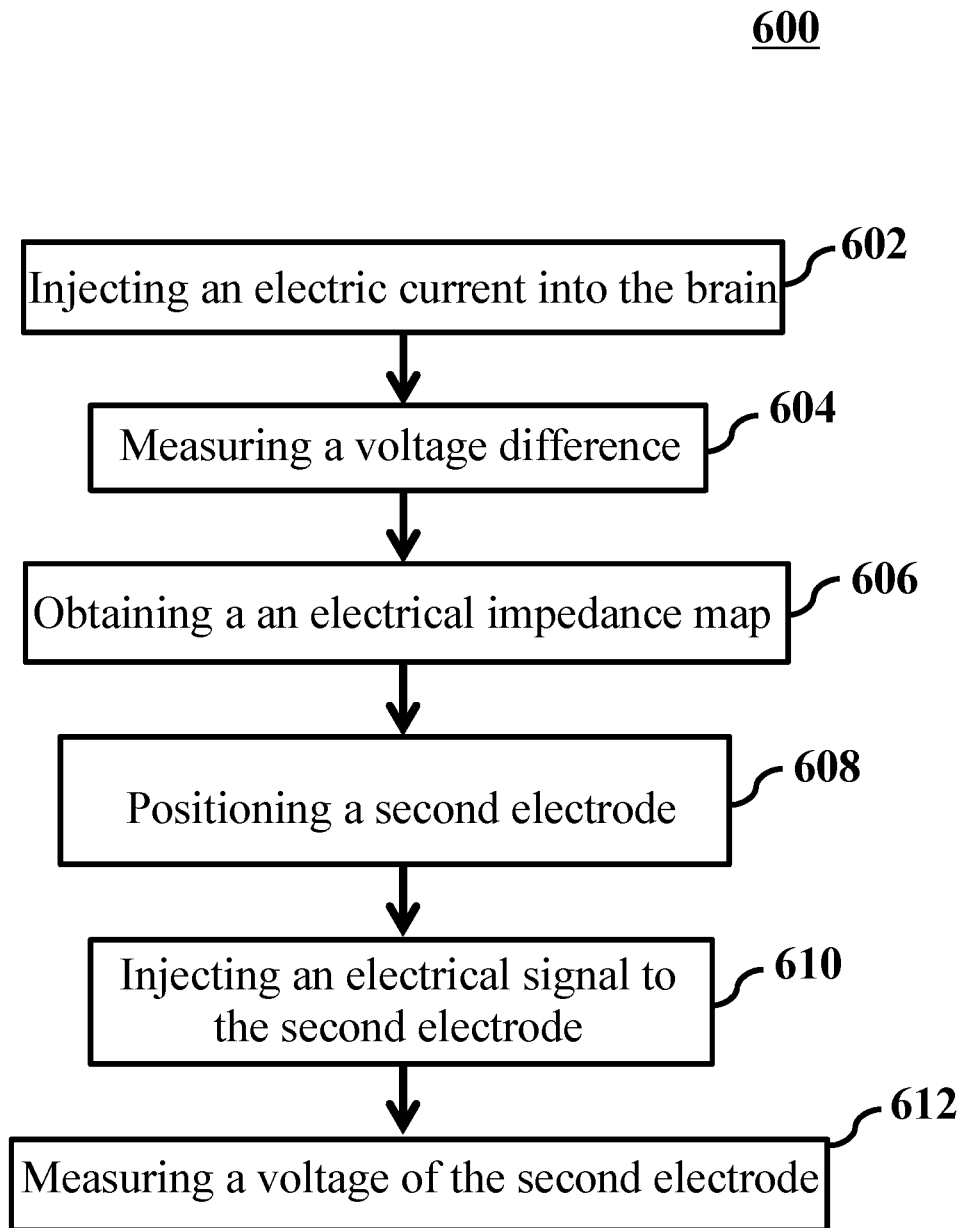 600
Injecting an electric current into the brain
602
Measuring a voltage difference
604
Obtaining a an electrical impedance map
606
Positioning a second electrode
608
Injecting an electrical signal to
the second electrode
610
Measuring a voltage of the second electrode
612